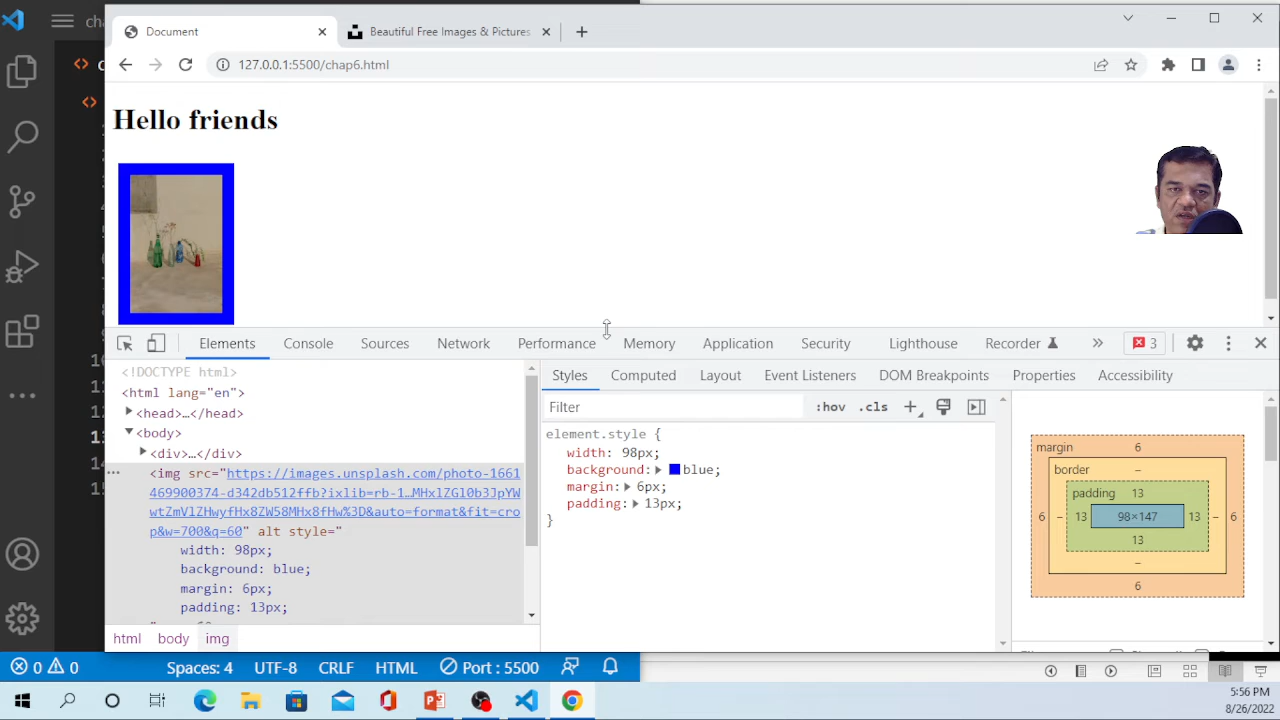 cha
Document
Beautiful Free Images & Pictures
127.0.0.1:5500/chap6.html
Hello friends
Elements Console Sources Network Performance Memory Application Security Lighthouse Recorder 3
<!DOCTYPE html>
<html lang="en">
<head>…</head>
<body>
<div>…</div>
<img src="https://images.unsplash.com/photo-1661
469900374-d342db512ffb?ixlib=rb-1…MHxlZGl0b3JpYW
wtZmVlZHwyfHx8ZW58MHx8fHw%3D&auto=format&fit=cro
p&w=700&q=60" alt style="
width: 98px;
background: blue;
margin: 6px;
padding: 13px;
html body img
Styles Computed Layout Event Listeners DOM Breakpoints Properties Accessibility
Filter :hov .cls
element.style {
width: 98px;
background: blue;
margin: 6px;
padding: 13px;
}
margin 6
border –
padding 13
6 – 13 98×147 13 – 6
13
–
6
0 0 Spaces: 4 UTF-8 CRLF HTML Port : 5500
5:56 PM
8/26/2022